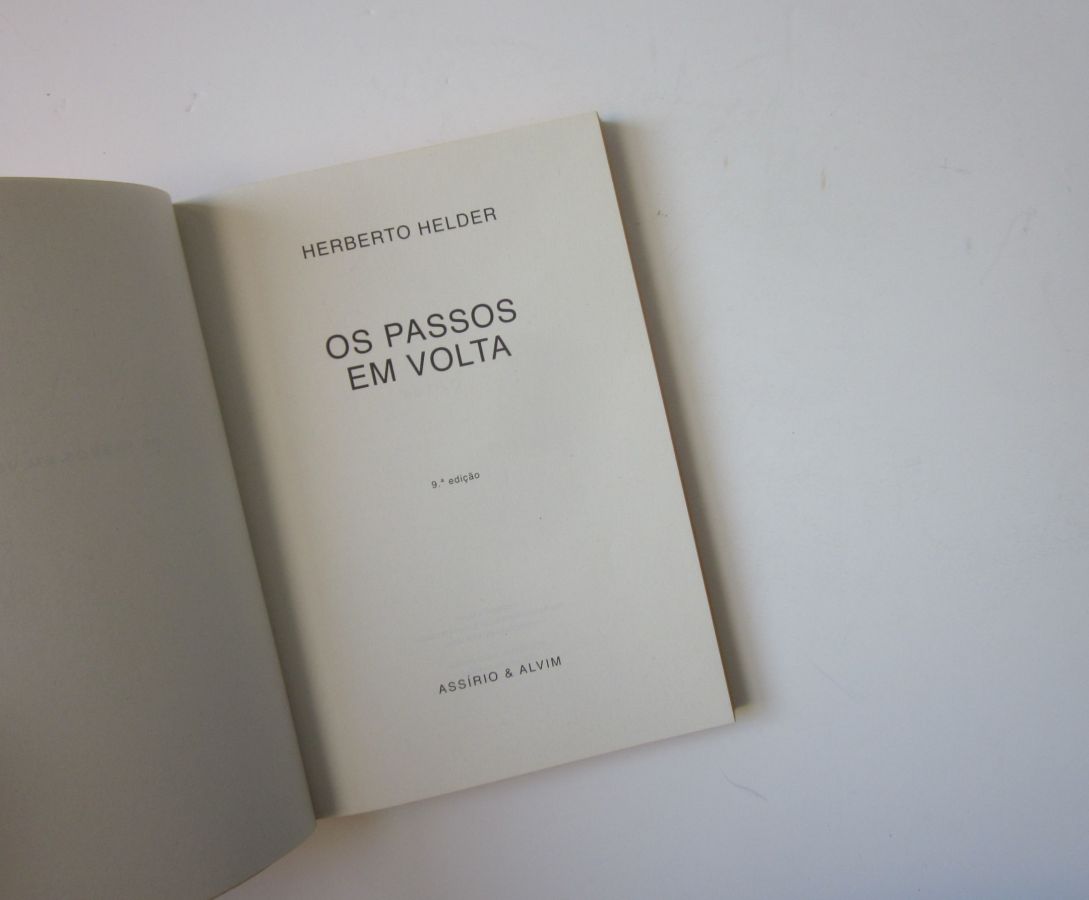 HERBERTO HELDER
OS PASSOS
EM VOLTA
9.ª edição
ASSÍRIO & ALVIM